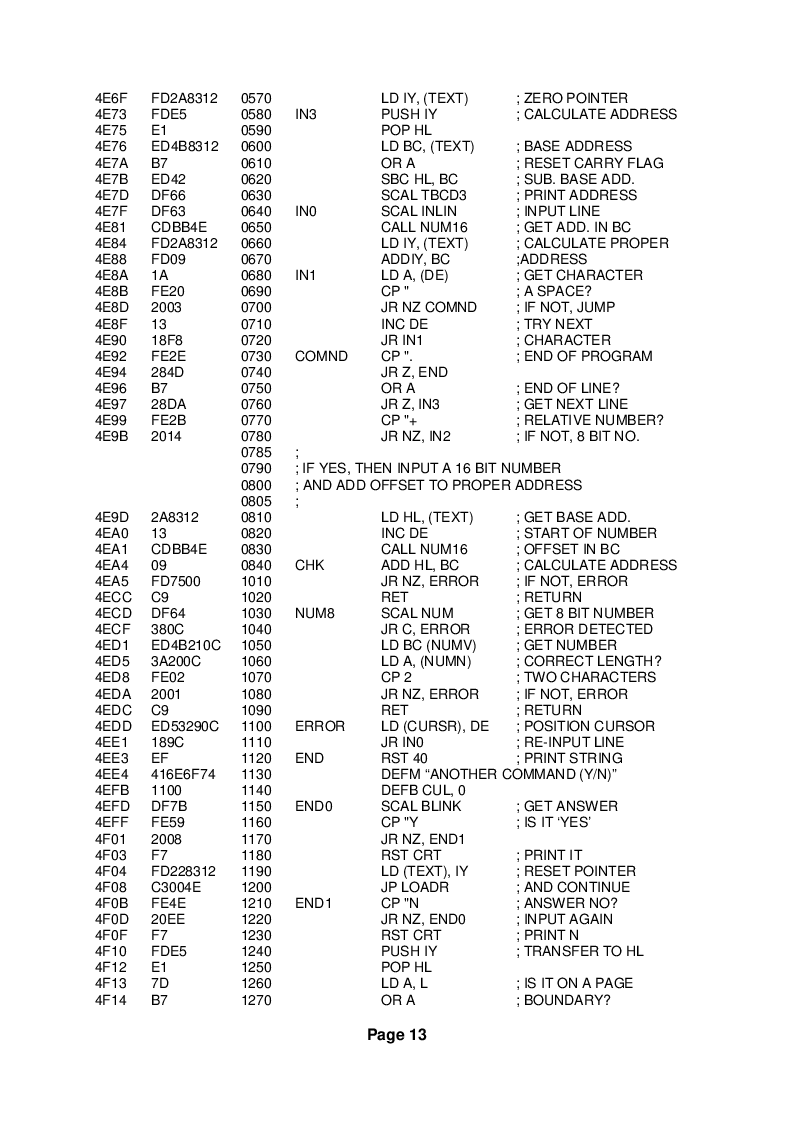 4E6F FD2A8312 0570 LD IY, (TEXT) ; ZERO POINTER
4E73 FDE5 0580 IN3 PUSH IY ; CALCULATE ADDRESS
4E75 E1 0590 POP HL
4E76 ED4B8312 0600 LD BC, (TEXT) ; BASE ADDRESS
4E7A B7 0610 OR A ; RESET CARRY FLAG
4E7B ED42 0620 SBC HL, BC ; SUB. BASE ADD.
4E7D DF66 0630 SCAL TBCD3 ; PRINT ADDRESS
4E7F DF63 0640 IN0 SCAL INLIN ; INPUT LINE
4E81 CDBB4E 0650 CALL NUM16 ; GET ADD. IN BC
4E84 FD2A8312 0660 LD IY, (TEXT) ; CALCULATE PROPER
4E88 FD09 0670 ADDIY, BC ;ADDRESS
4E8A 1A 0680 IN1 LD A, (DE) ; GET CHARACTER
4E8B FE20 0690 CP " ; A SPACE?
4E8D 2003 0700 JR NZ COMND ; IF NOT, JUMP
4E8F 13 0710 INC DE ; TRY NEXT
4E90 18F8 0720 JR IN1 ; CHARACTER
4E92 FE2E 0730 COMND CP ". ; END OF PROGRAM
4E94 284D 0740 JR Z, END
4E96 B7 0750 OR A ; END OF LINE?
4E97 28DA 0760 JR Z, IN3 ; GET NEXT LINE
4E99 FE2B 0770 CP "+ ; RELATIVE NUMBER?
4E9B 2014 0780 JR NZ, IN2 ; IF NOT, 8 BIT NO.
0785 ;
0790 ; IF YES, THEN INPUT A 16 BIT NUMBER
0800 ; AND ADD OFFSET TO PROPER ADDRESS
0805 ;
4E9D 2A8312 0810 LD HL, (TEXT) ; GET BASE ADD.
4EA0 13 0820 INC DE ; START OF NUMBER
4EA1 CDBB4E 0830 CALL NUM16 ; OFFSET IN BC
4EA4 09 0840 CHK ADD HL, BC ; CALCULATE ADDRESS
4EA5 FD7500 1010 JR NZ, ERROR ; IF NOT, ERROR
4ECC C9 1020 RET ; RETURN
4ECD DF64 1030 NUM8 SCAL NUM ; GET 8 BIT NUMBER
4ECF 380C 1040 JR C, ERROR ; ERROR DETECTED
4ED1 ED4B210C 1050 LD BC (NUMV) ; GET NUMBER
4ED5 3A200C 1060 LD A, (NUMN) ; CORRECT LENGTH?
4ED8 FE02 1070 CP 2 ; TWO CHARACTERS
4EDA 2001 1080 JR NZ, ERROR ; IF NOT, ERROR
4EDC C9 1090 RET ; RETURN
4EDD ED53290C 1100 ERROR LD (CURSR), DE ; POSITION CURSOR
4EE1 189C 1110 JR IN0 ; RE-INPUT LINE
4EE3 EF 1120 END RST 40 ; PRINT STRING
4EE4 416E6F74 1130 DEFM “ANOTHER COMMAND (Y/N)”
4EFB 1100 1140 DEFB CUL, 0
4EFD DF7B 1150 END0 SCAL BLINK ; GET ANSWER
4EFF FE59 1160 CP "Y ; IS IT ‘YES’
4F01 2008 1170 JR NZ, END1
4F03 F7 1180 RST CRT ; PRINT IT
4F04 FD228312 1190 LD (TEXT), IY ; RESET POINTER
4F08 C3004E 1200 JP LOADR ; AND CONTINUE
4F0B FE4E 1210 END1 CP "N ; ANSWER NO?
4F0D 20EE 1220 JR NZ, END0 ; INPUT AGAIN
4F0F F7 1230 RST CRT ; PRINT N
4F10 FDE5 1240 PUSH IY ; TRANSFER TO HL
4F12 E1 1250 POP HL
4F13 7D 1260 LD A, L ; IS IT ON A PAGE
4F14 B7 1270 OR A ; BOUNDARY?
Page 13